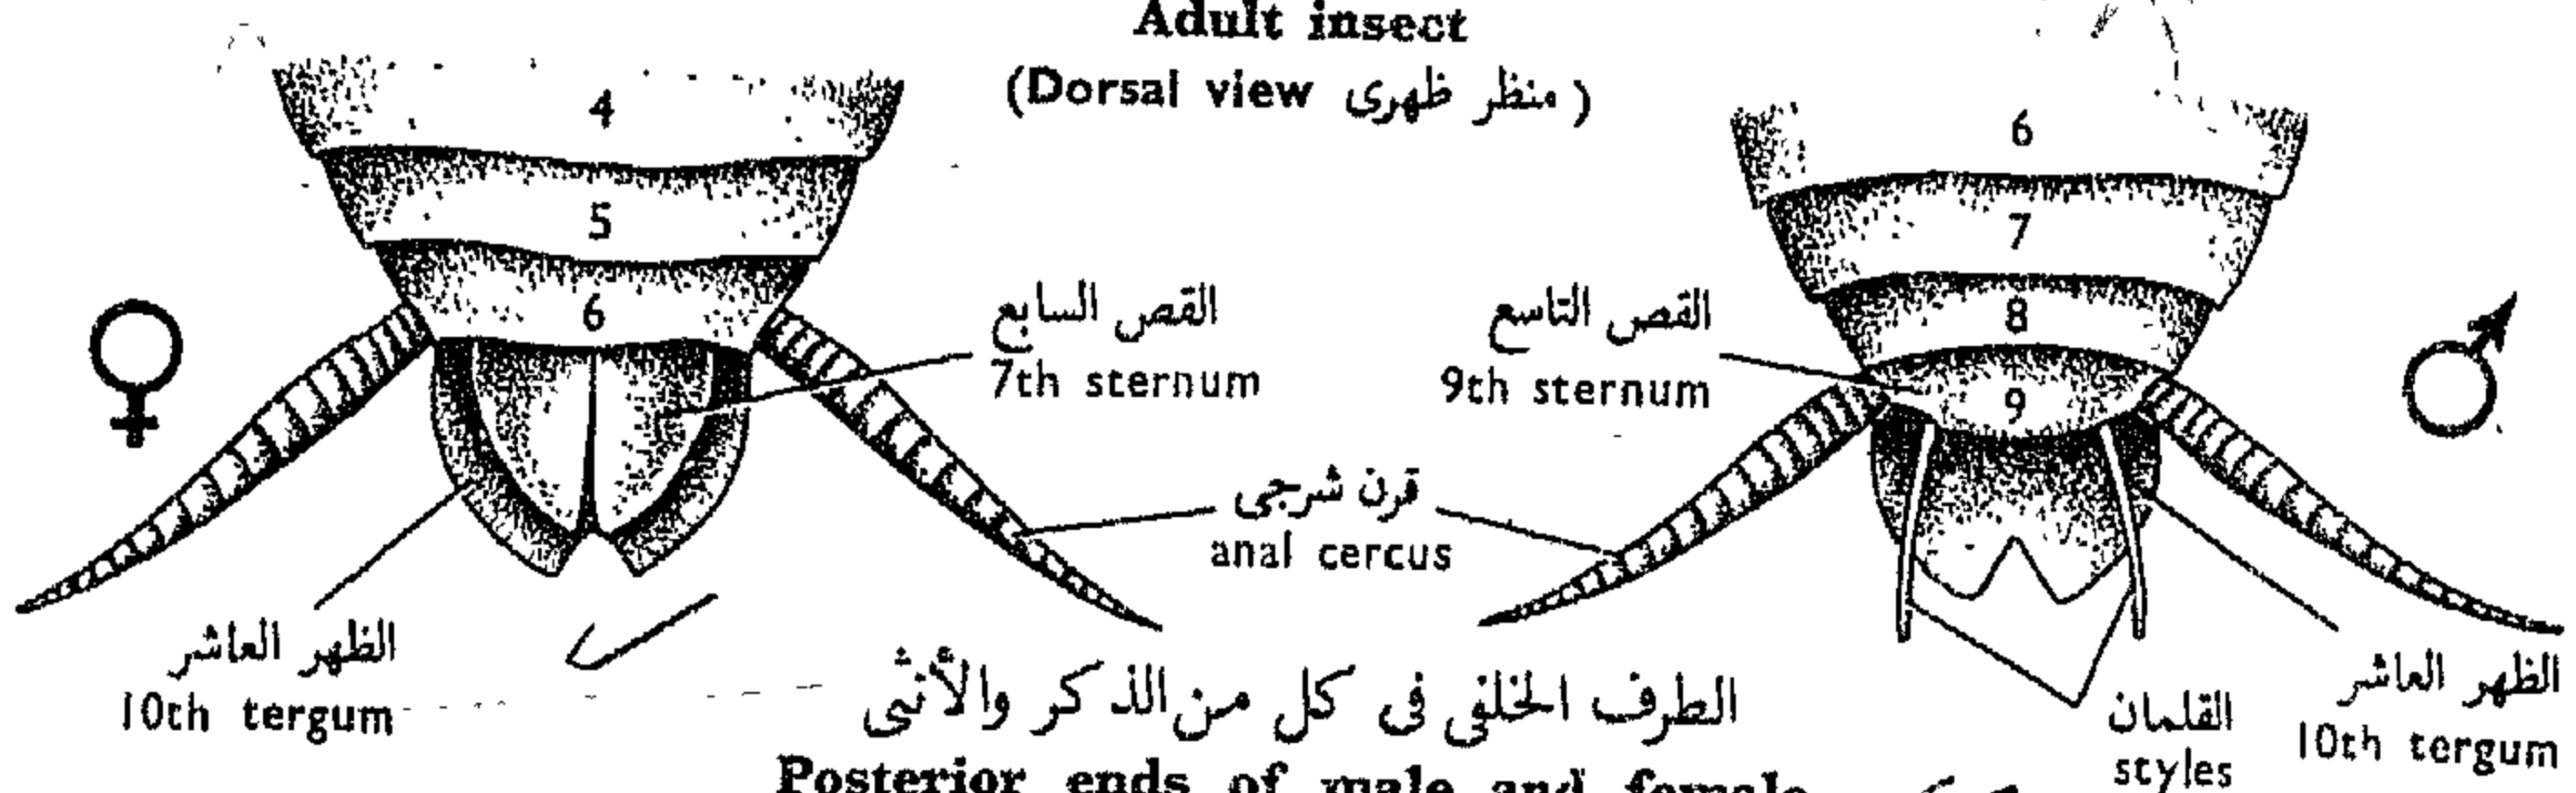 Adult insect
(Dorsal view منظر ظهرى)
4
5
6
القص السابع
7th sternum
الظهر العاشر
10th tergum
قرن شرجى
anal cercus
6
7
8
9
القص التاسع
9th sternum
القلمان
styles
الظهر العاشر
10th tergum
الطرف الخلفى فى كل من الذكر والأنثى
Posterior ends of male and female